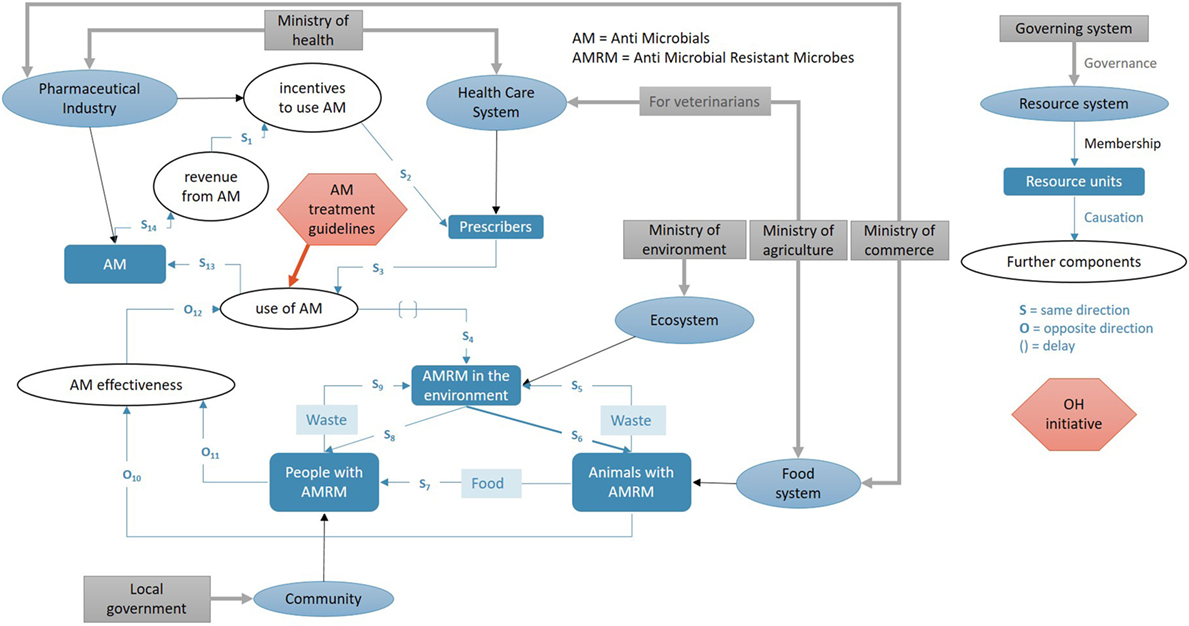 Ministry of
health
AM = Anti Microbials
AMRM = Anti Microbial Resistant Microbes
Governing system
Governance
Resource system
Membership
Resource units
Causation
Further components
S = same direction
O = opposite direction
() = delay
OH
initiative
Pharmaceutical
Industry
incentives
to use AM
Health Care
System
For veterinarians
S1
revenue
from AM
S2
AM
treatment
guidelines
S14
Prescribers
Ministry of
environment
Ministry of
agriculture
Ministry of
commerce
AM
S13
S3
O12
use of AM
( )
Ecosystem
S4
AM effectiveness
S9
AMRM in the
environment
S5
Waste
Waste
S8
S6
O11
O10
People with
AMRM
S7
Food
Animals with
AMRM
Food
system
Local
government
Community